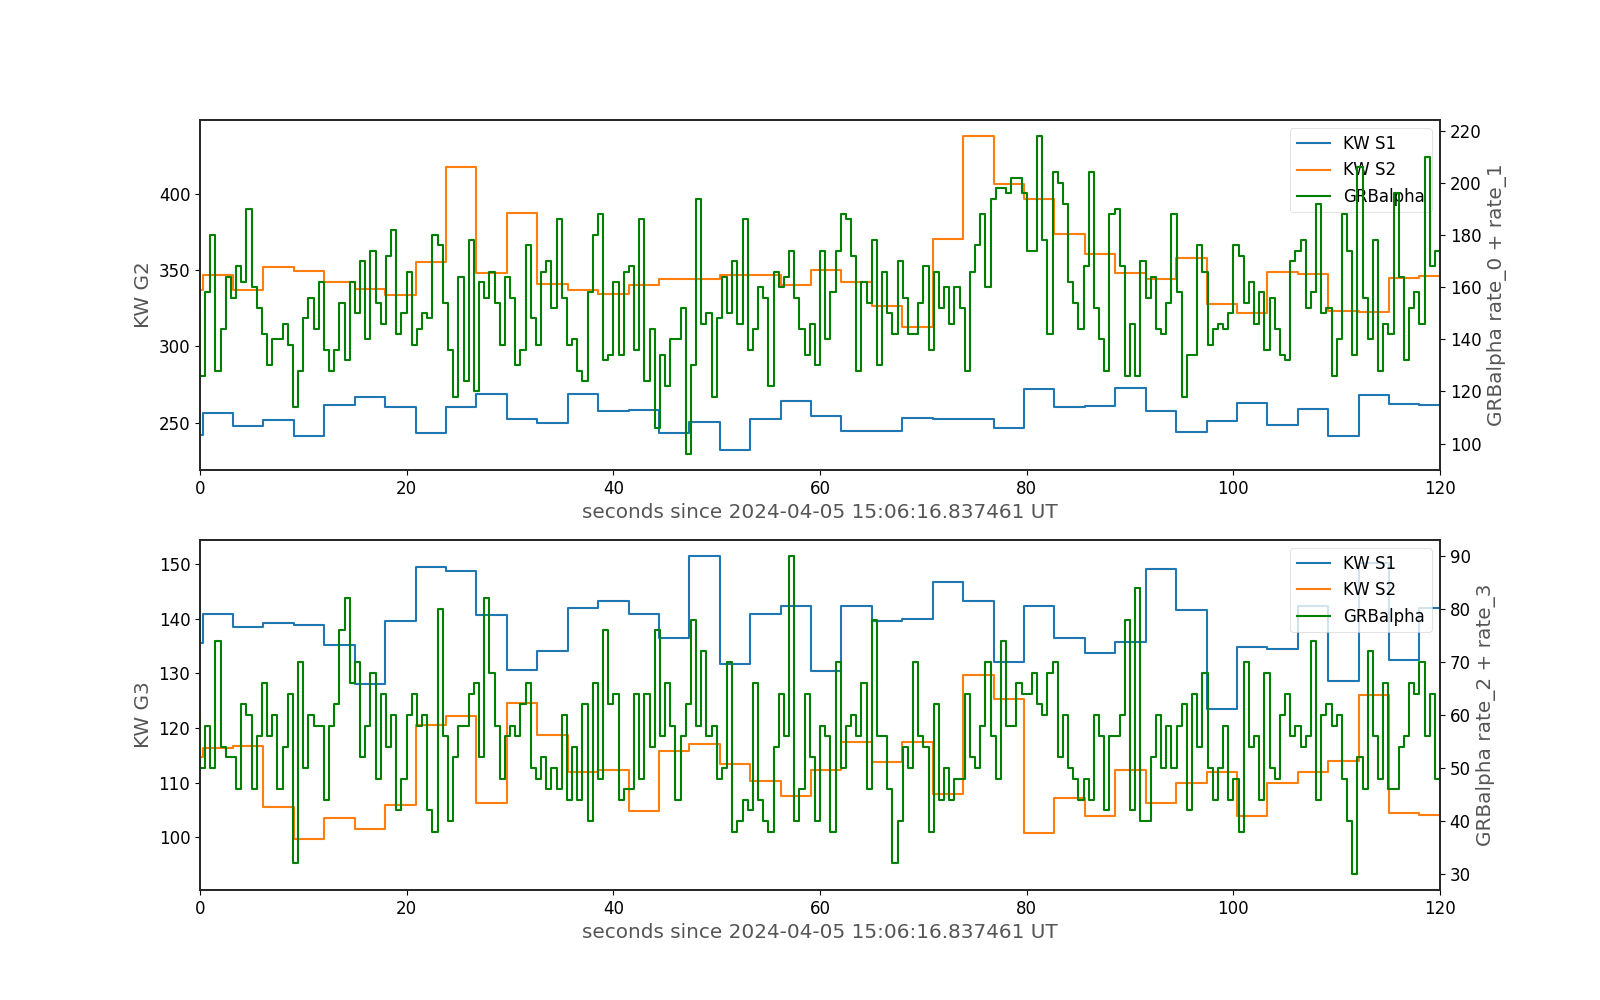 400
350
300
250
KW G2
220
200
180
160
140
120
100
GRBalpha rate_0 + rate_1
KW S1
KW S2
GRBalpha
0 20 40 60 80 100 120
seconds since 2024-04-05 15:06:16.837461 UT
150
140
130
120
110
100
KW G3
90
80
70
60
50
40
30
GRBalpha rate_2 + rate_3
KW S1
KW S2
GRBalpha
0 20 40 60 80 100 120
seconds since 2024-04-05 15:06:16.837461 UT